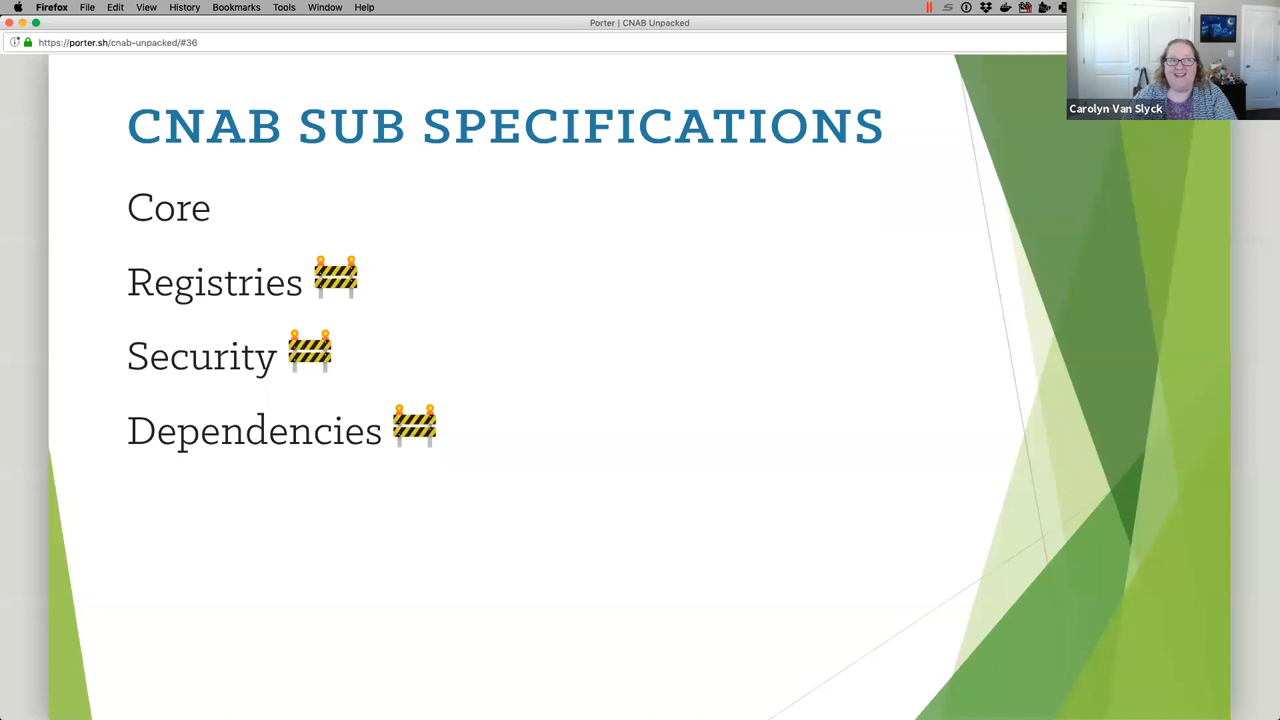 Firefox File Edit View History Bookmarks Tools Window Help
Porter | CNAB Unpacked
https://porter.sh/cnab-unpacked/#36
Carolyn Van Slyck
CNAB SUB SPECIFICATIONS
Core
Registries
Security
Dependencies